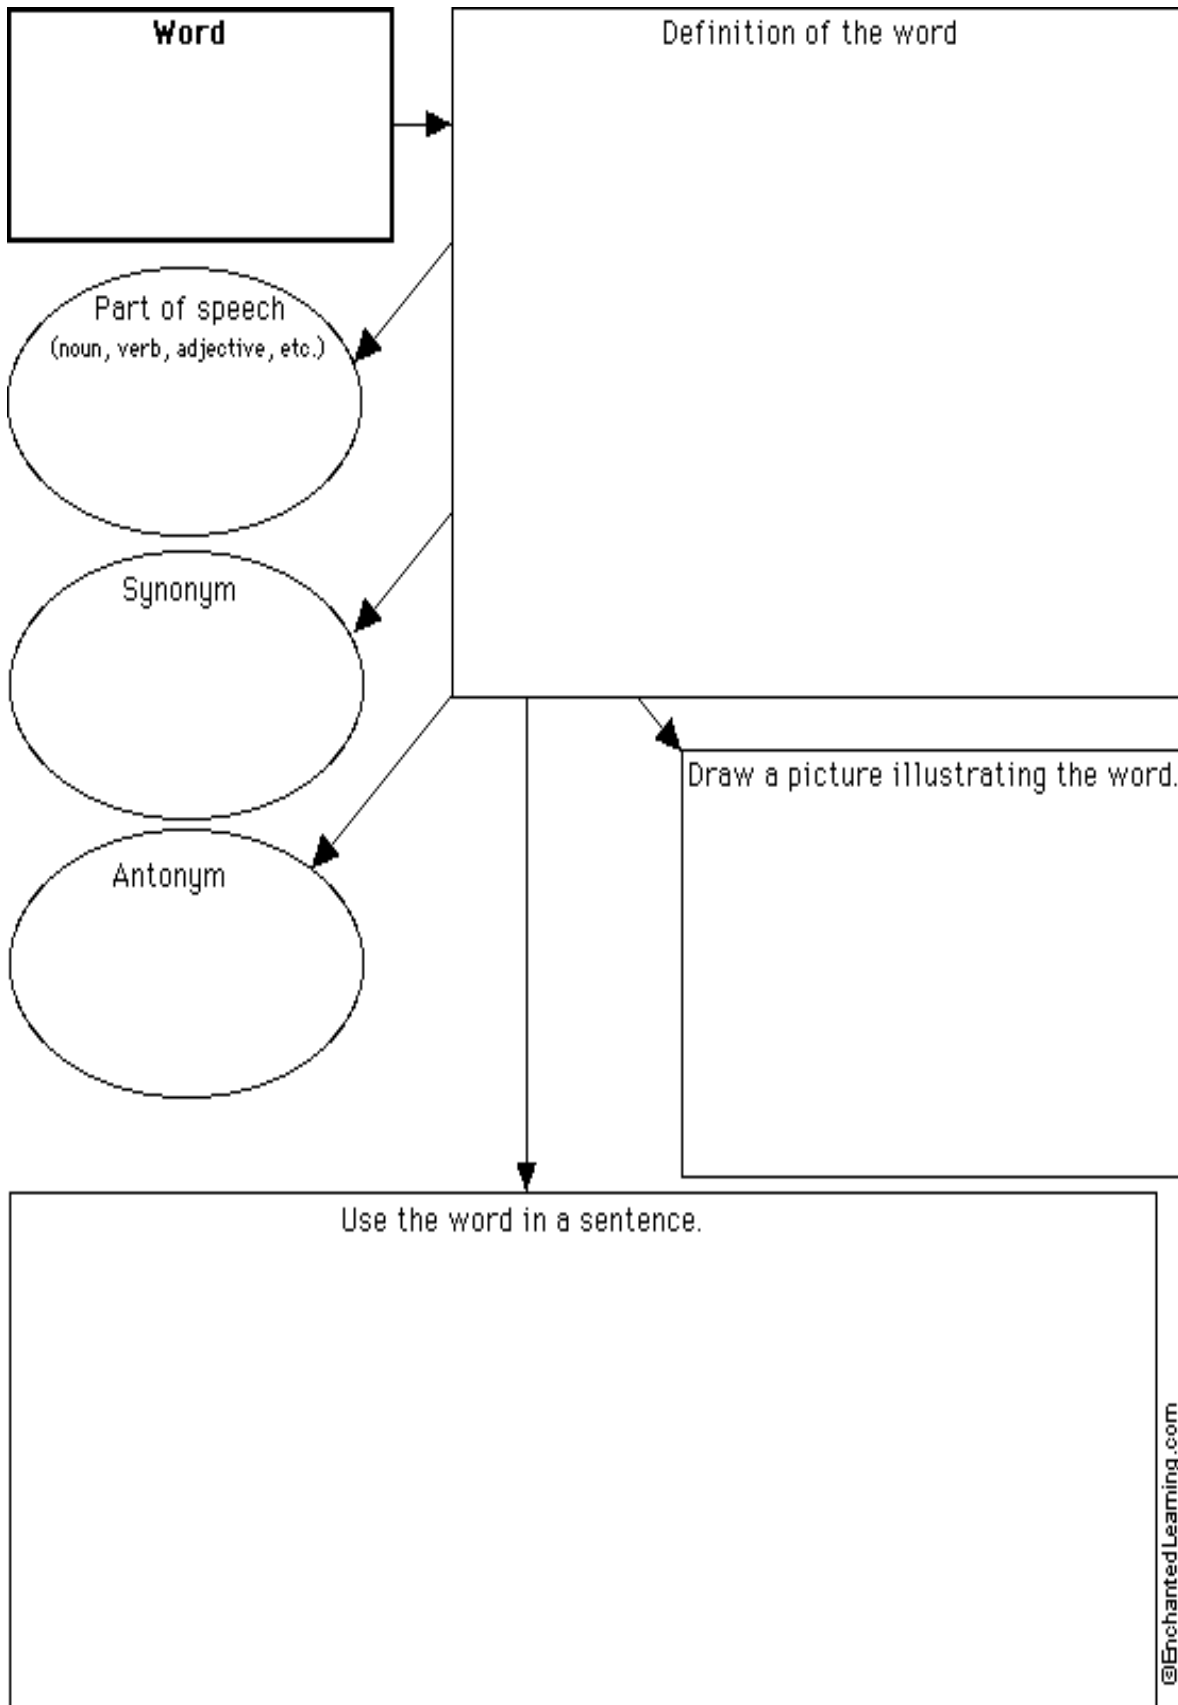 Word
Definition of the word
Part of speech
(noun, verb, adjective, etc.)
Synonym
Antonym
Draw a picture illustrating the word.
Use the word in a sentence.
©EnchantedLearning.com